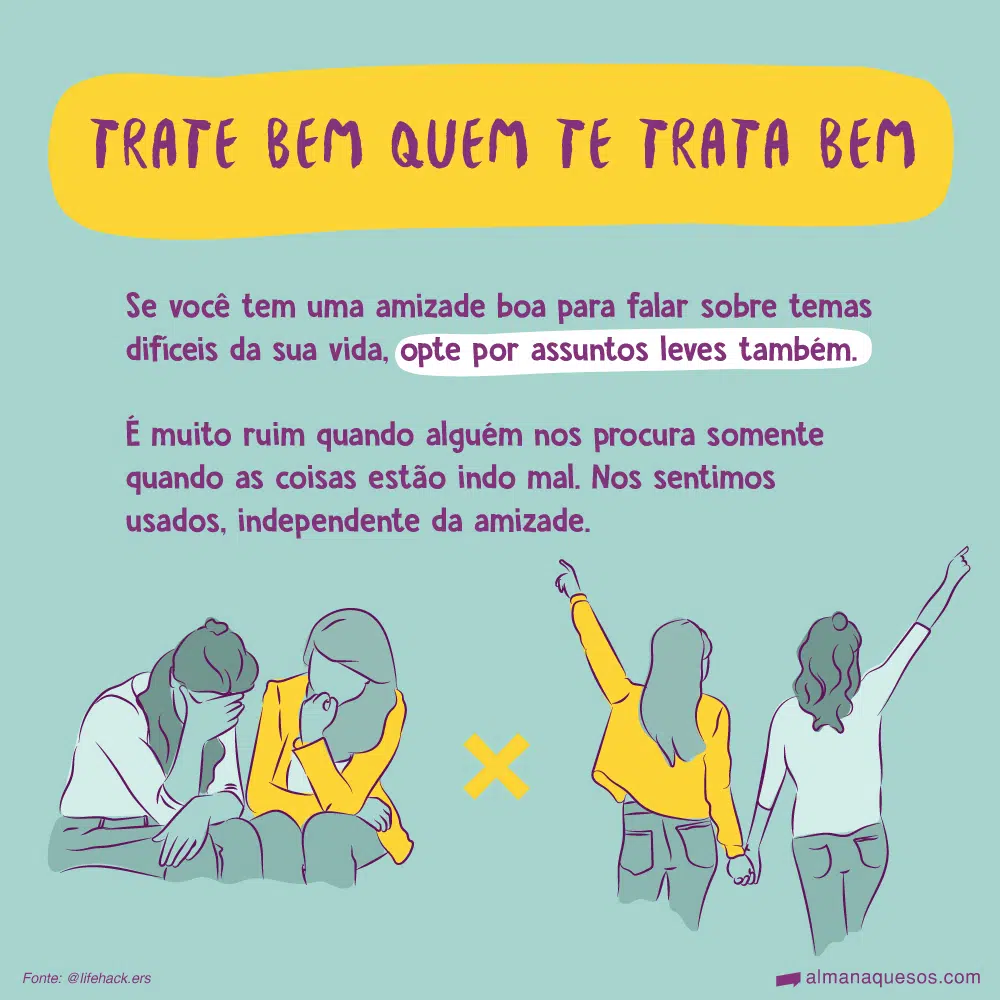 TRATE BEM QUEM TE TRATA BEM
Se você tem uma amizade boa para falar sobre temas
difíceis da sua vida, opte por assuntos leves também.
É muito ruim quando alguém nos procura somente
quando as coisas estão indo mal. Nos sentimos
usados, independente da amizade.
Fonte: @lifehack.ers
almanaquesos.com